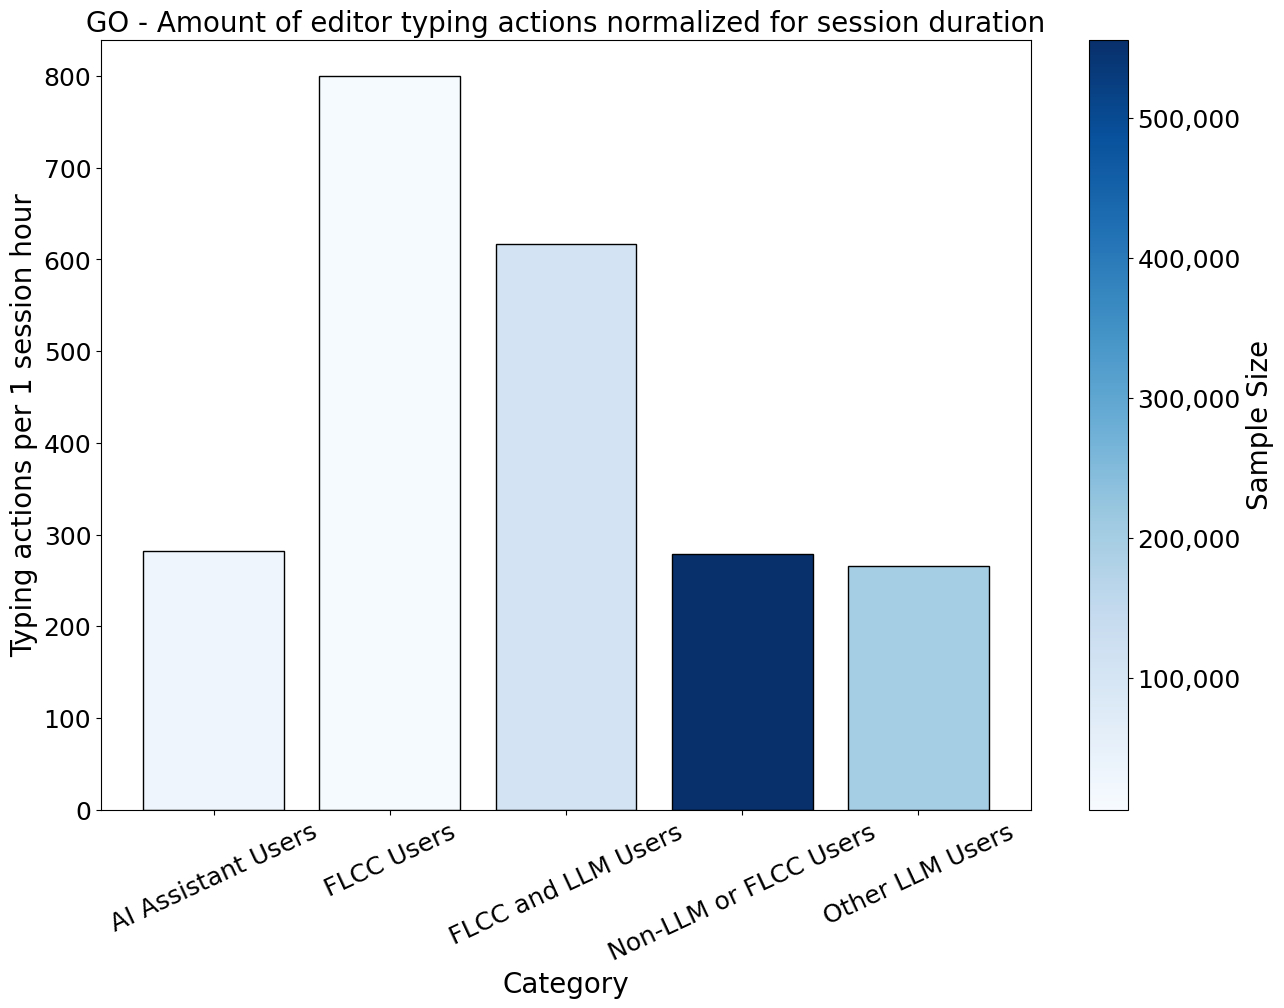 GO - Amount of editor typing actions normalized for session duration
Typing actions per 1 session hour
800
700
600
500
400
300
200
100
0
AI Assistant Users
FLCC Users
FLCC and LLM Users
Non-LLM or FLCC Users
Other LLM Users
Category
500,000
400,000
300,000
200,000
100,000
Sample Size